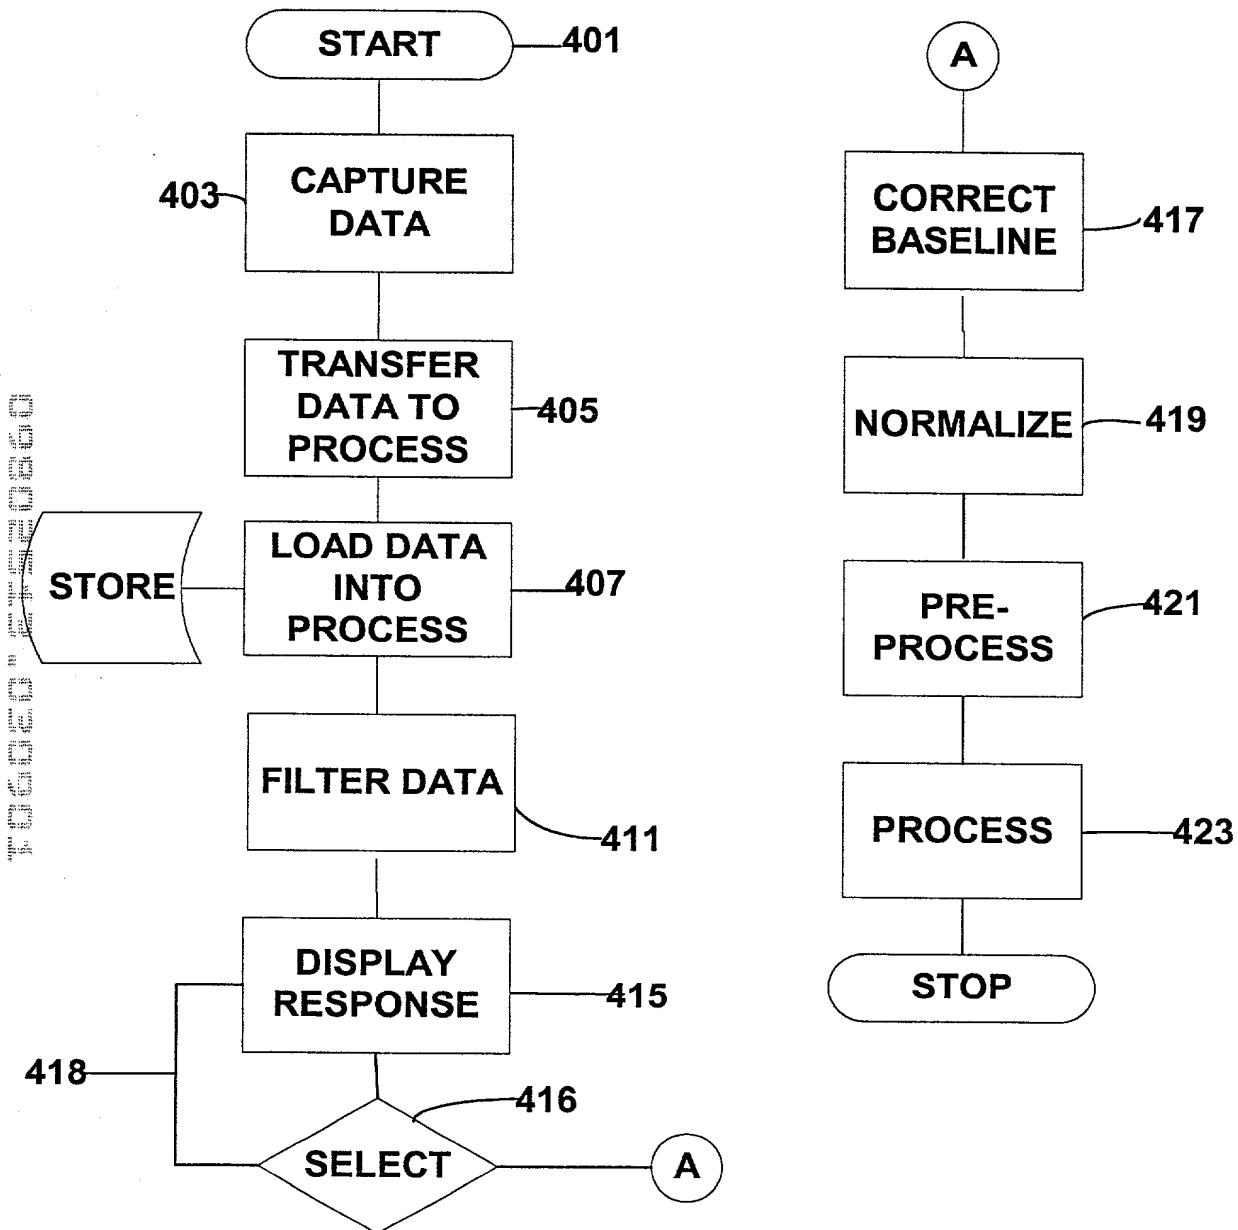 START
401
CAPTURE
DATA
403
TRANSFER
DATA TO
PROCESS
405
STORE
LOAD DATA
INTO
PROCESS
407
FILTER DATA
411
DISPLAY
RESPONSE
415
418
416
SELECT
A
A
CORRECT
BASELINE
417
NORMALIZE
419
PRE-
PROCESS
421
PROCESS
423
STOP